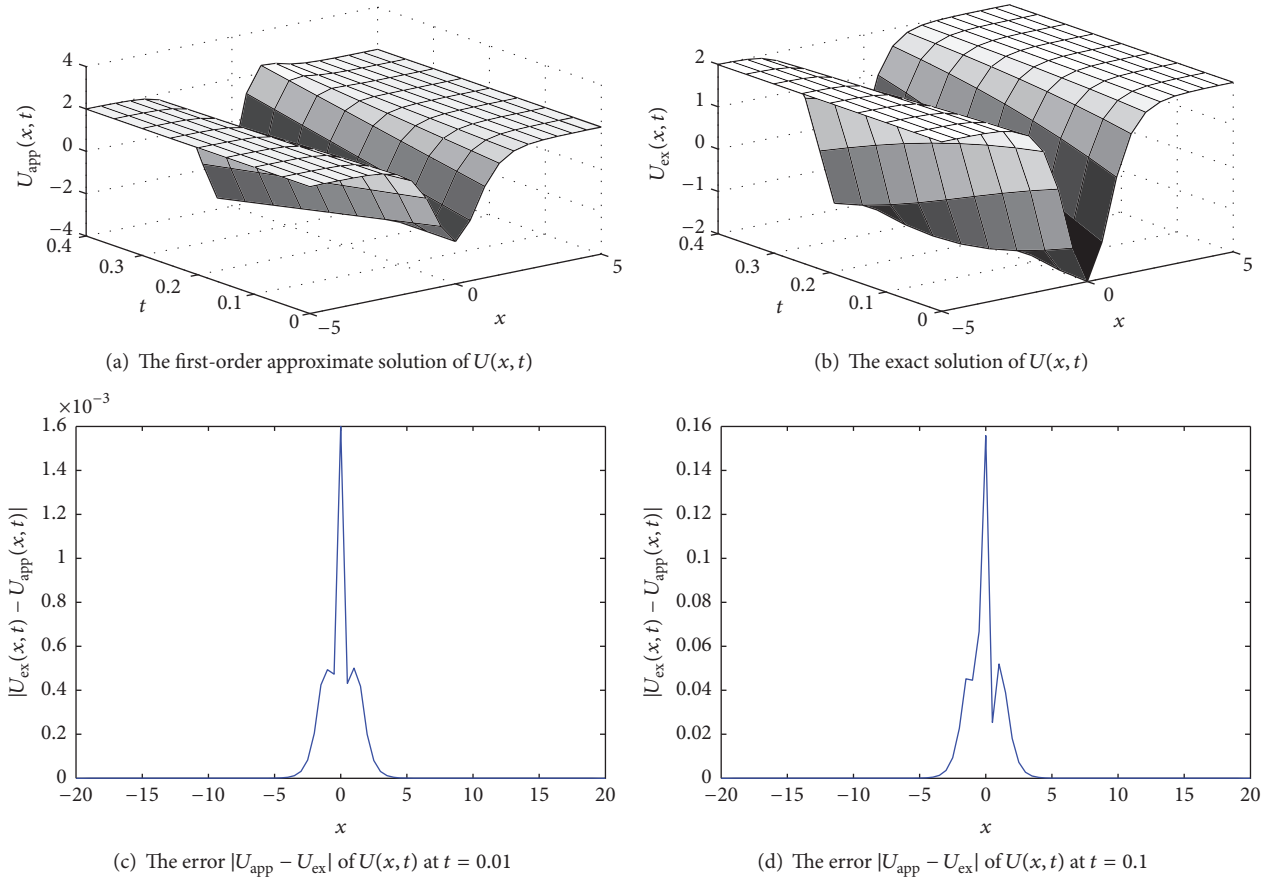 4
2
0
−2
−4
U_app(x, t)
0.4
0.3
0.2
0.1
0
t
−5
0
5
x
(a) The first-order approximate solution of U(x, t)
2
1
0
−1
−2
U_ex(x, t)
0.4
0.3
0.2
0.1
0
t
−5
0
5
x
(b) The exact solution of U(x, t)
×10⁻³
1.6
1.4
1.2
1
0.8
0.6
0.4
0.2
0
|U_ex(x, t) − U_app(x, t)|
−20 −15 −10 −5 0 5 10 15 20
x
(c) The error |U_app − U_ex| of U(x, t) at t = 0.01
0.16
0.14
0.12
0.1
0.08
0.06
0.04
0.02
0
|U_ex(x, t) − U_app(x, t)|
−20 −15 −10 −5 0 5 10 15 20
x
(d) The error |U_app − U_ex| of U(x, t) at t = 0.1